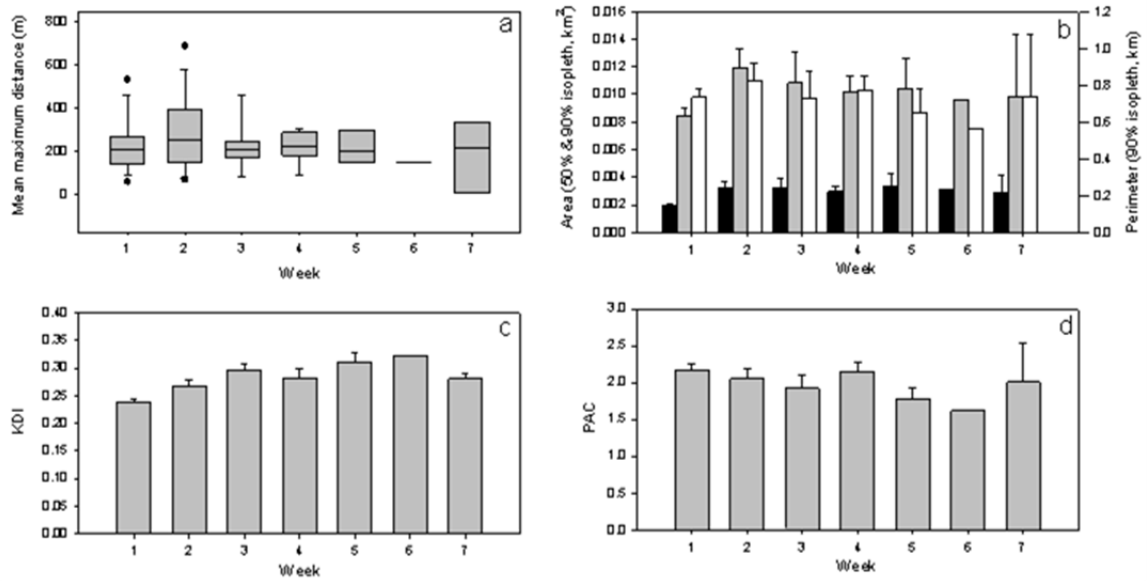 a
Mean maximum distance (m)
800
600
400
200
0
1 2 3 4 5 6 7
Week
b
Area (50% & 90% isopleth, km²)
0.016
0.014
0.012
0.010
0.008
0.006
0.004
0.002
0.000
Perimeter (90% isopleth, km)
1.2
1.0
0.8
0.6
0.4
0.2
0.0
1 2 3 4 5 6 7
Week
c
KDI
0.40
0.35
0.30
0.25
0.20
0.15
0.10
0.05
0.00
1 2 3 4 5 6 7
Week
d
PAC
3.0
2.5
2.0
1.5
1.0
0.5
0.0
1 2 3 4 5 6 7
Week